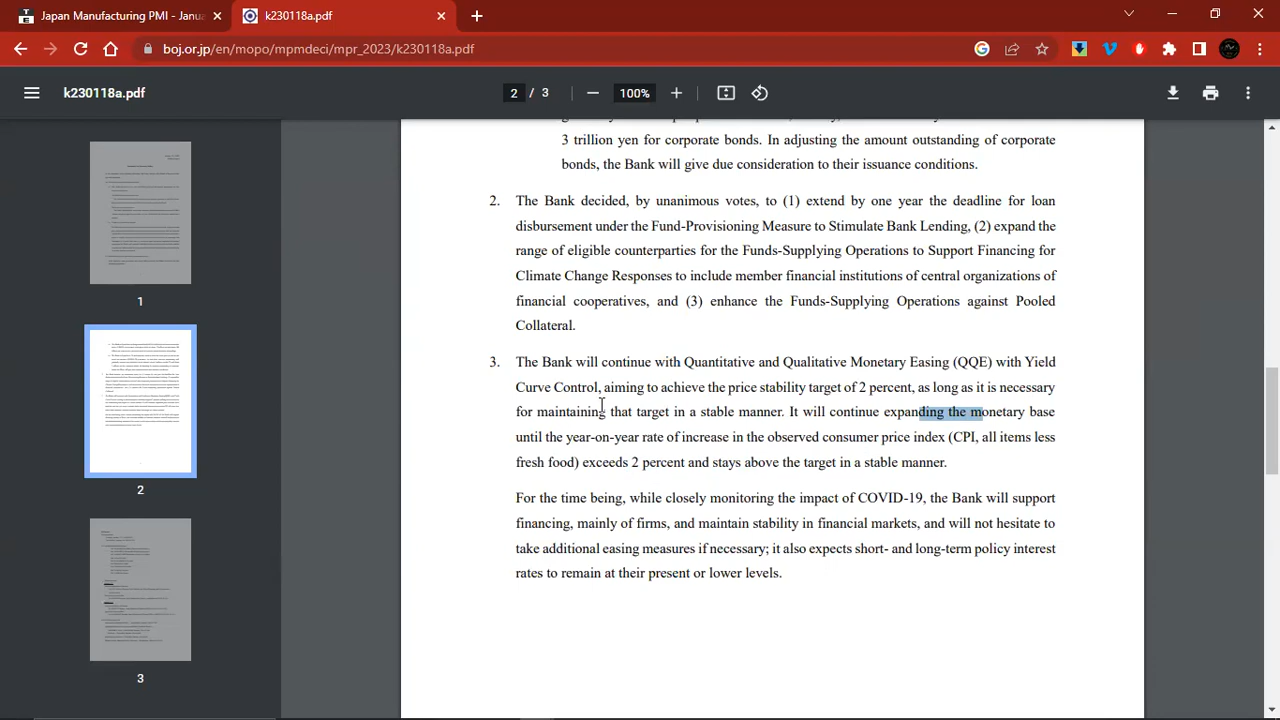 Japan Manufacturing PMI - Janua
k230118a.pdf
boj.or.jp/en/mopo/mpmdeci/mpr_2023/k230118a.pdf
k230118a.pdf
2 / 3
100%
3 trillion yen for corporate bonds. In adjusting the amount outstanding of corporate
bonds, the Bank will give due consideration to their issuance conditions.
2. The Bank decided, by unanimous votes, to (1) extend by one year the deadline for loan
disbursement under the Fund-Provisioning Measure to Stimulate Bank Lending, (2) expand the
range of eligible counterparties for the Funds-Supplying Operations to Support Financing for
Climate Change Responses to include member financial institutions of central organizations of
financial cooperatives, and (3) enhance the Funds-Supplying Operations against Pooled
Collateral.
3. The Bank will continue with Quantitative and Qualitative Monetary Easing (QQE) with Yield
Curve Control, aiming to achieve the price stability target of 2 percent, as long as it is necessary
for maintaining that target in a stable manner. It will continue expanding the monetary base
until the year-on-year rate of increase in the observed consumer price index (CPI, all items less
fresh food) exceeds 2 percent and stays above the target in a stable manner.
For the time being, while closely monitoring the impact of COVID-19, the Bank will support
financing, mainly of firms, and maintain stability in financial markets, and will not hesitate to
take additional easing measures if necessary; it also expects short- and long-term policy interest
rates to remain at their present or lower levels.
1
2
3